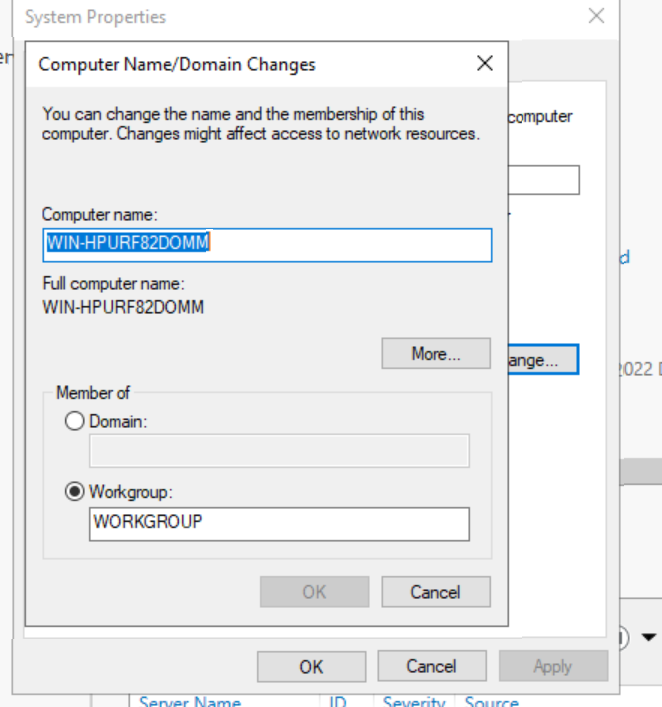 System Properties
Computer Name/Domain Changes
You can change the name and the membership of this
computer. Changes might affect access to network resources.
computer
Computer name:
WIN-HPURF82DOMM
Full computer name:
WIN-HPURF82DOMM
More...
ange...
2022
Member of
Domain:
Workgroup:
WORKGROUP
OK
Cancel
OK
Cancel
Apply
Server Name
ID
Severity
Source